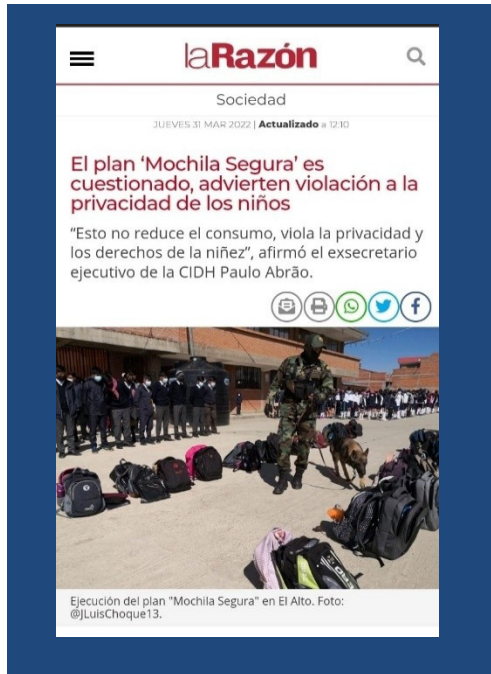 laRazón
Sociedad
JUEVES 31 MAR 2022 | Actualizado a 12:10
El plan ‘Mochila Segura’ es
cuestionado, advierten violación a la
privacidad de los niños
“Esto no reduce el consumo, viola la privacidad y
los derechos de la niñez”, afirmó el exsecretario
ejecutivo de la CIDH Paulo Abrão.
Ejecución del plan "Mochila Segura" en El Alto. Foto:
@JLuisChoque13.